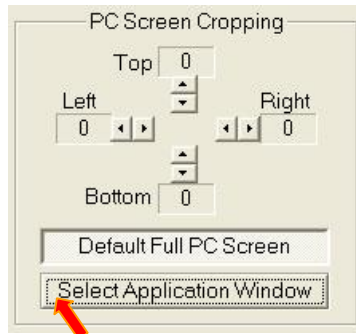 PC Screen Cropping
Top 0
Left Right
0 0
Bottom 0
Default Full PC Screen
Select Application Window